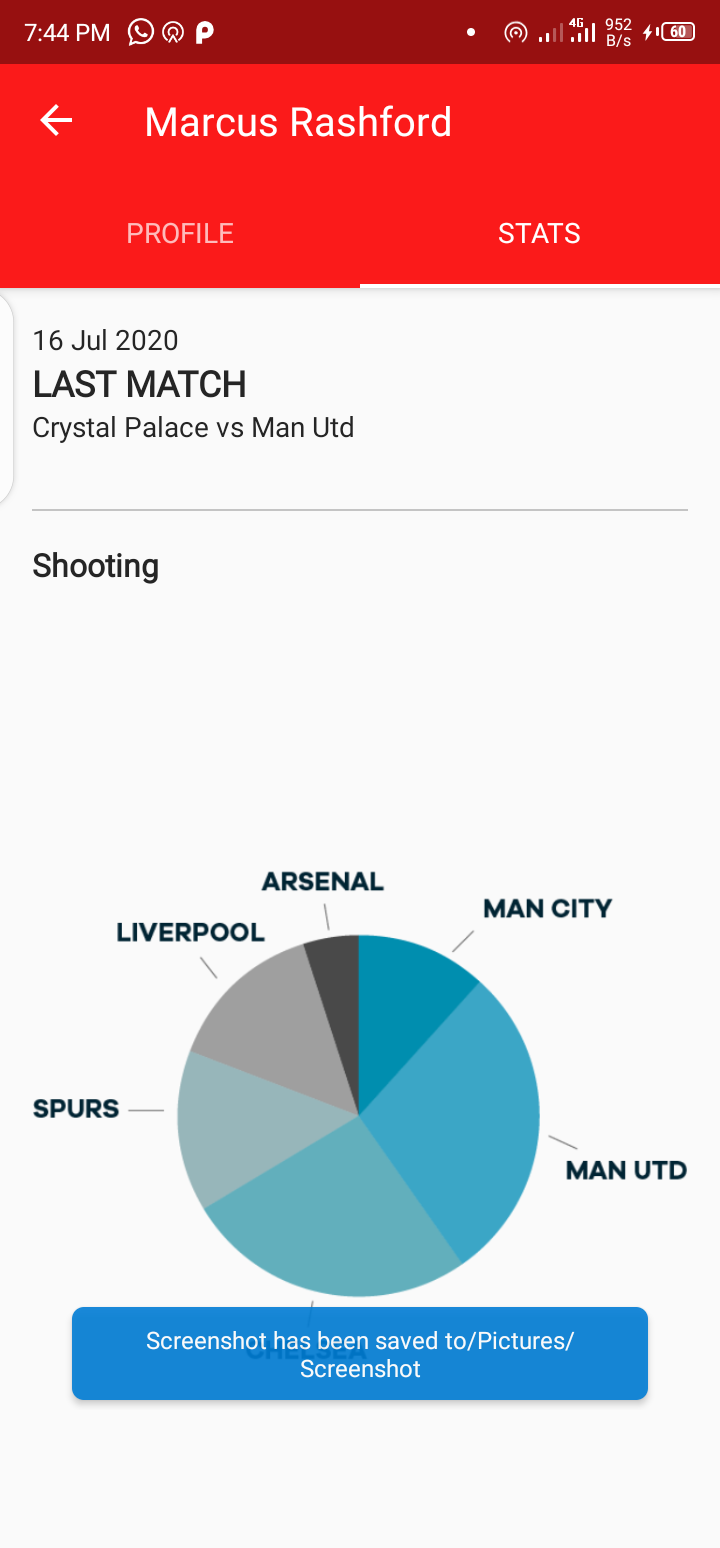 7:44 PM
4G
952
B/s
60
Marcus Rashford
PROFILE
STATS
16 Jul 2020
LAST MATCH
Crystal Palace vs Man Utd
Shooting
ARSENAL
MAN CITY
LIVERPOOL
SPURS
MAN UTD
CHELSEA
Screenshot has been saved to/Pictures/
Screenshot